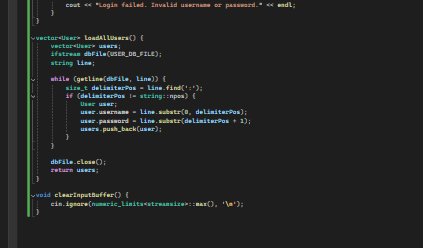 cout << "Login failed. Invalid username or password." << endl;
}
}
vector<User> loadAllUsers() {
vector<User> users;
ifstream dbFile(USER_DB_FILE);
string line;
while (getline(dbFile, line)) {
size_t delimiterPos = line.find(':');
if (delimiterPos != string::npos) {
User user;
user.username = line.substr(0, delimiterPos);
user.password = line.substr(delimiterPos + 1);
users.push_back(user);
}
}
dbFile.close();
return users;
}
void clearInputBuffer() {
cin.ignore(numeric_limits<streamsize>::max(), '\n');
}